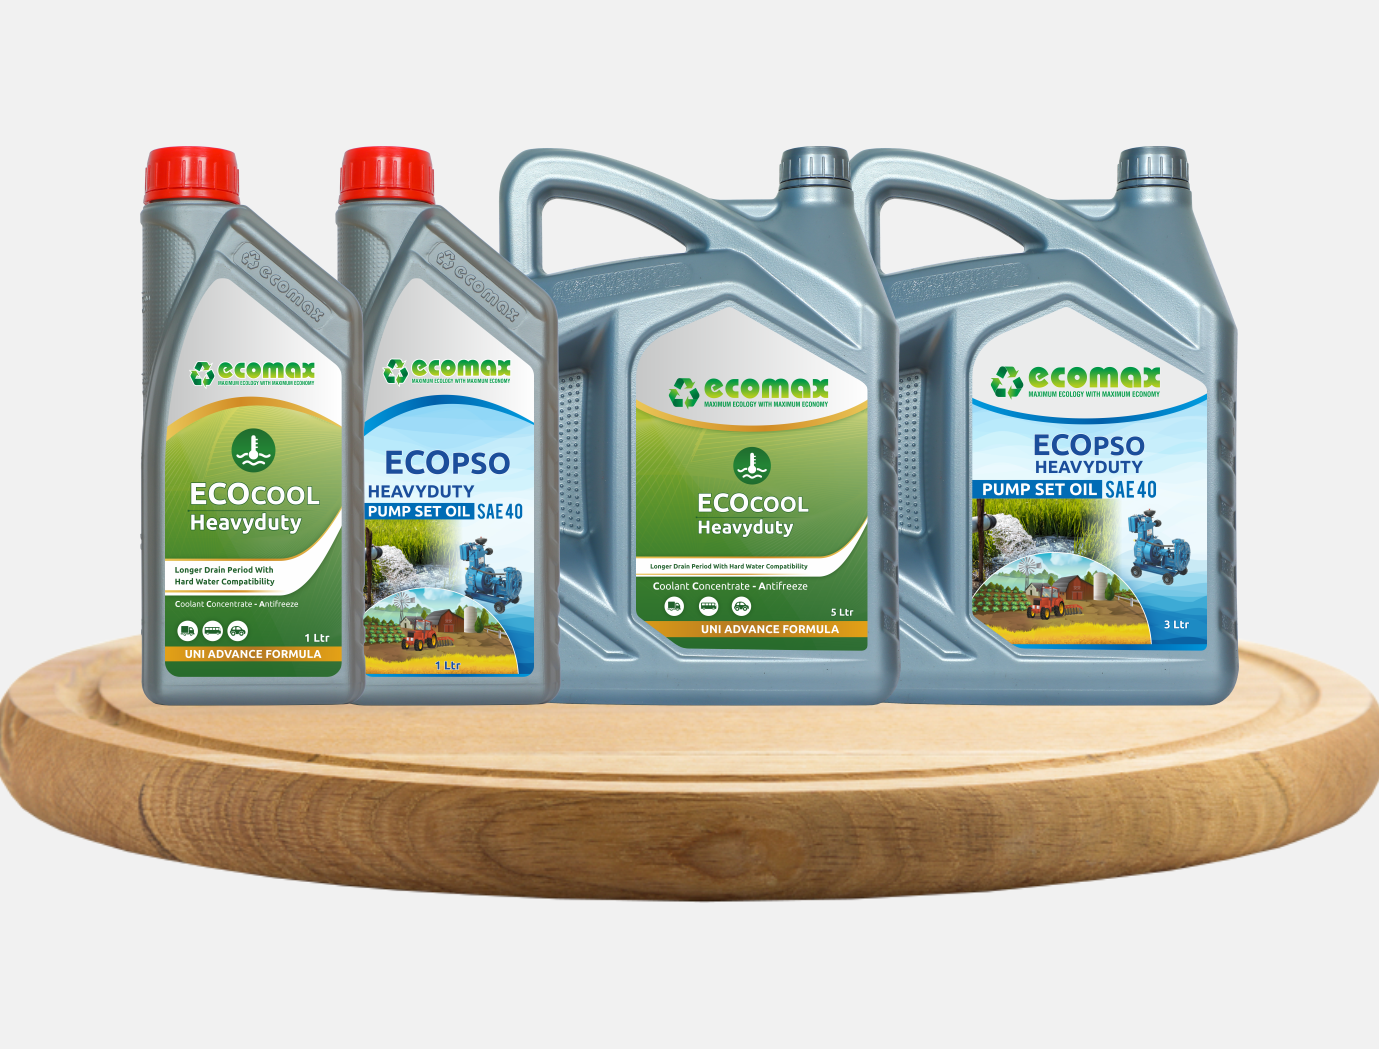 ecomax
ecomax
MAXIMUM ECOLOGY WITH MAXIMUM ECONOMY
ECOCOOL
Heavyduty
Longer Drain Period With
Hard Water Compatibility
Coolant Concentrate - Antifreeze
1 Ltr
UNI ADVANCE FORMULA
ecomax
ecomax
MAXIMUM ECOLOGY WITH MAXIMUM ECONOMY
ECOPSO
HEAVYDUTY
PUMP SET OIL SAE 40
1 Ltr
ecomax
MAXIMUM ECOLOGY WITH MAXIMUM ECONOMY
ECOCOOL
Heavyduty
Longer Drain Period With Hard Water Compatibility
Coolant Concentrate - Antifreeze
5 Ltr
UNI ADVANCE FORMULA
ecomax
MAXIMUM ECOLOGY WITH MAXIMUM ECONOMY
ECOPSO
HEAVYDUTY
PUMP SET OIL SAE 40
3 Ltr